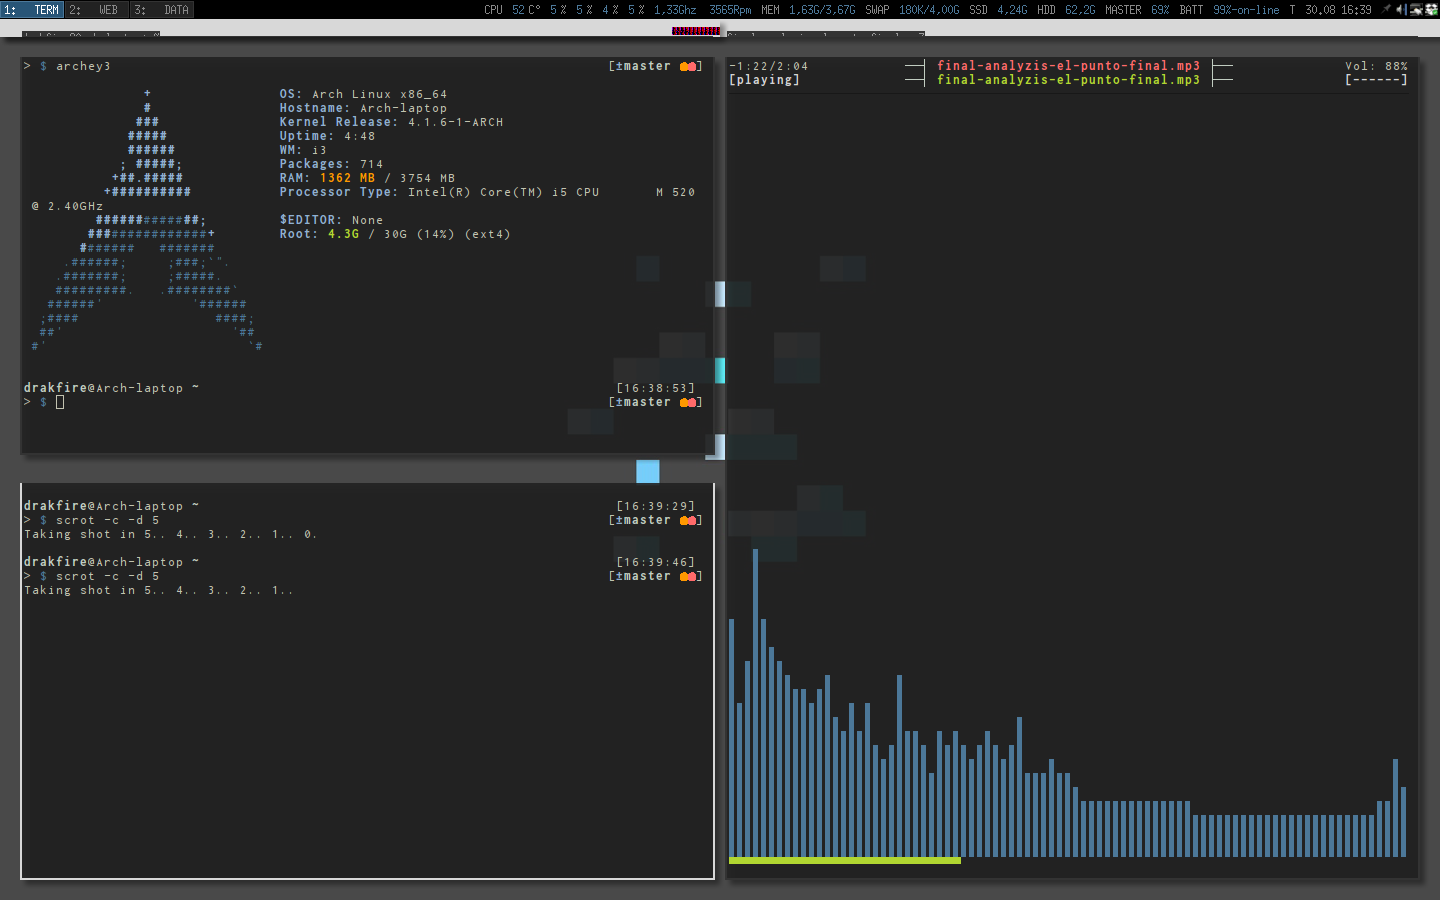 1: TERM 2: WEB 3: DATA CPU 52 C° 5 % 5 % 4 % 5 % 1,33Ghz 3565Rpm MEM 1,63G/3,67G SWAP 180K/4,00G SSD 4,24G HDD 62,2G MASTER 69% BATT 99%-on-line T 30.08 16:39
> $ archey3 [±master ]
+
#
###
#####
######
; #####;
+##.#####
+##########
######;#####;##;
###############+
####### #######
.######; ;###;`".
.#######; ;#####.
#########. .########`
######' '######
;#### ####;
##' '##
#' `#
OS: Arch Linux x86_64
Hostname: Arch-laptop
Kernel Release: 4.1.6-1-ARCH
Uptime: 4:48
WM: i3
Packages: 714
RAM: 1362 MB / 3754 MB
Processor Type: Intel(R) Core(TM) i5 CPU M 520
@ 2.40GHz
$EDITOR: None
Root: 4.3G / 30G (14%) (ext4)
drakfire@Arch-laptop ~ [16:38:53]
> $ [±master ]
drakfire@Arch-laptop ~ [16:39:29]
> $ scrot -c -d 5 [±master ]
Taking shot in 5.. 4.. 3.. 2.. 1.. 0.
drakfire@Arch-laptop ~ [16:39:46]
> $ scrot -c -d 5 [±master ]
Taking shot in 5.. 4.. 3.. 2.. 1..
-1:22/2:04 final-analyzis-el-punto-final.mp3 Vol: 88%
[playing] final-analyzis-el-punto-final.mp3 [------]